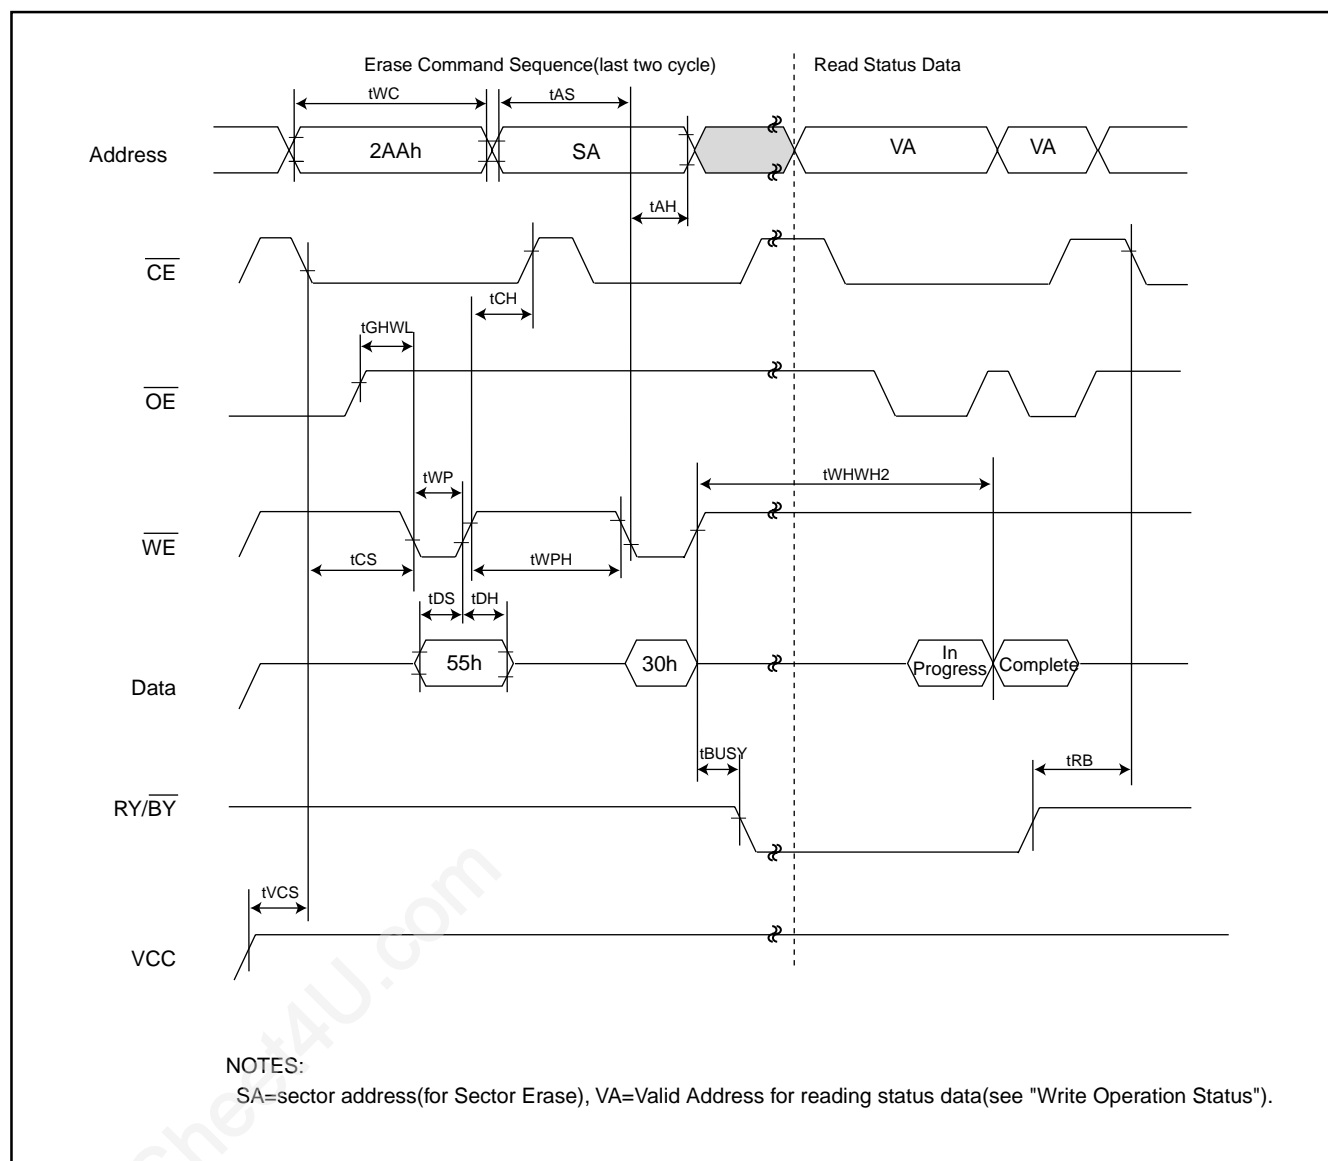 Erase Command Sequence(last two cycle)
Read Status Data
tWC
tAS
Address
2AAh
SA
VA
VA
tAH
CE
tCH
tGHWL
OE
tWP
tWHWH2
WE
tCS
tWPH
tDS
tDH
Data
55h
30h
In
Progress
Complete
tBUSY
tRB
RY/BY
tVCS
VCC
NOTES:
SA=sector address(for Sector Erase), VA=Valid Address for reading status data(see "Write Operation Status").
Sheet4U.com